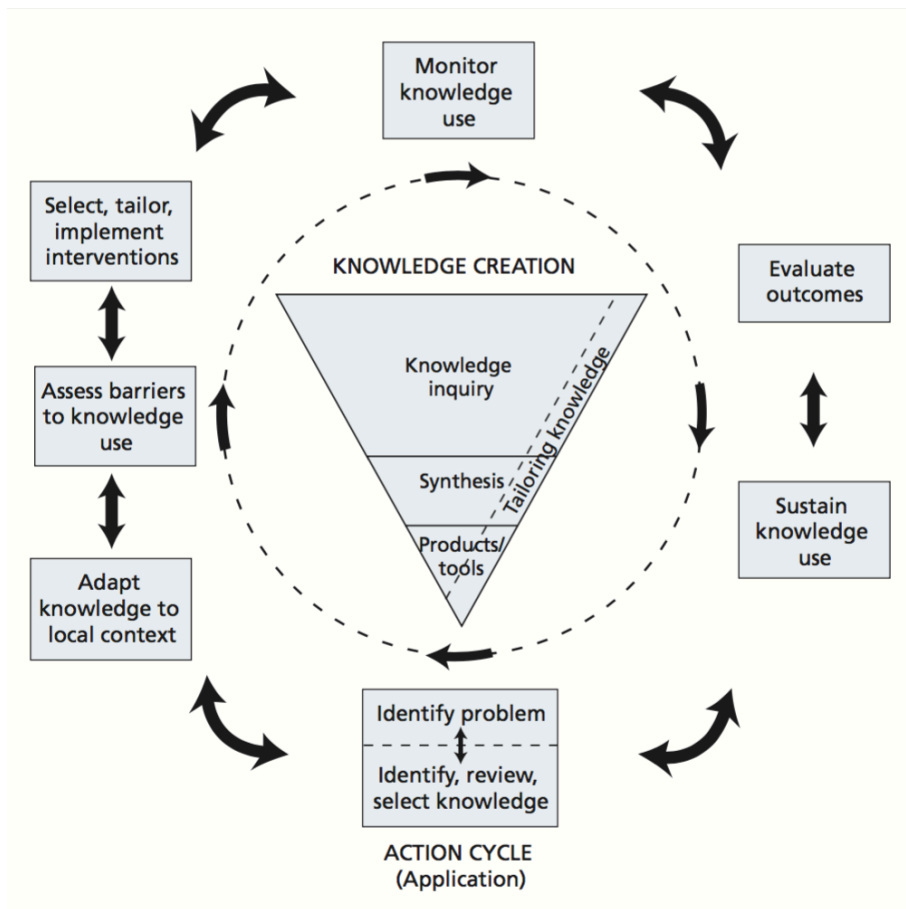 Monitor
knowledge
use
Select, tailor,
implement
interventions
Evaluate
outcomes
KNOWLEDGE CREATION
Knowledge
inquiry
Tailoring knowledge
Assess barriers
to knowledge
use
Synthesis
Products/
tools
Sustain
knowledge
use
Adapt
knowledge to
local context
Identify problem
Identify, review,
select knowledge
ACTION CYCLE
(Application)